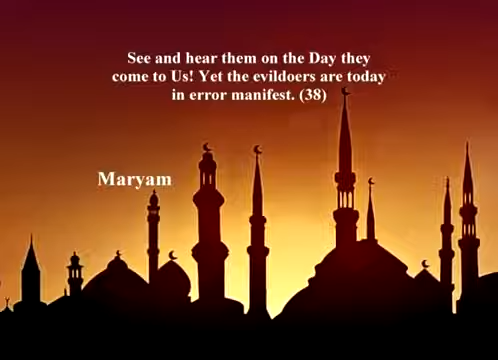 See and hear them on the Day they
come to Us! Yet the evildoers are today
in error manifest. (38)
Maryam